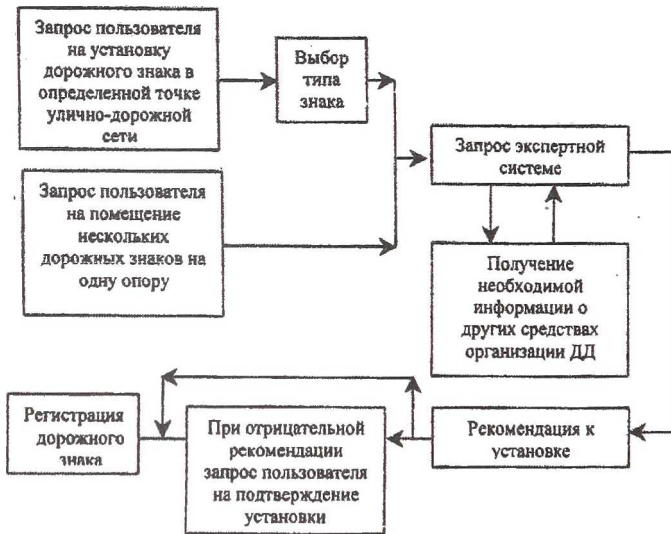 Запрос пользователя
на установку
дорожного знака в
определенной точке
улично-дорожной
сети
Выбор
типа
знака
Запрос экспертной
системе
Запрос пользователя
на помещение
нескольких
дорожных знаков на
одну опору
Получение
необходимой
информации о
других средствах
организации ДД
Регистрация
дорожного
знака
При отрицательной
рекомендации
запрос пользователя
на подтверждение
установки
Рекомендация к
установке